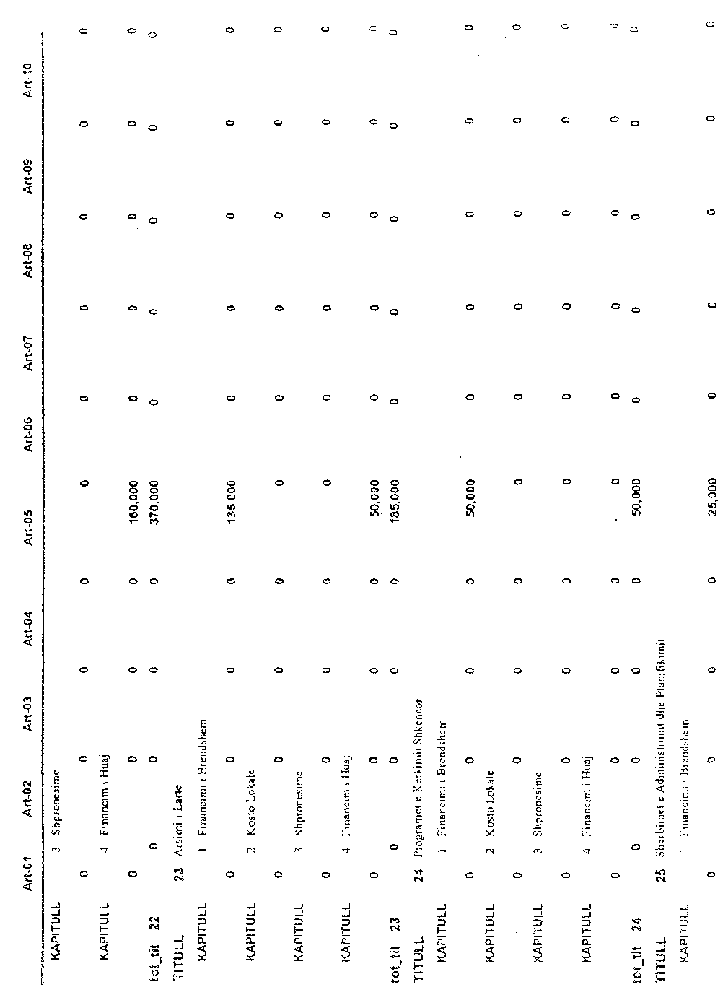 Art-01 Art-02 Art-03 Art-04 Art-05 Art-06 Art-07 Art-08 Art-09 Art-10
KAPITULL 3 Shpronesime
0 0 0 0 0 0 0 0 0 0
KAPITULL 4 Financim i Huaj
0 0 0 0 160,000 0 0 0 0 0
tot_tit 22 0 0 0 0 370,000 0 0 0 0 0
TITULL 23 Arsimi i Larte
KAPITULL 1 Financimi i Brendshem
0 0 0 0 135,000 0 0 0 0 0
KAPITULL 2 Kosto Lokale
0 0 0 0 0 0 0 0 0 0
KAPITULL 3 Shpronesime
0 0 0 0 0 0 0 0 0 0
KAPITULL 4 Financim i Huaj
0 0 0 0 50,000 0 0 0 0 0
tot_tit 23 0 0 0 0 185,000 0 0 0 0 0
TITULL 24 Programet e Kerkimit Shkencor
KAPITULL 1 Financimi i Brendshem
0 0 0 0 50,000 0 0 0 0 0
KAPITULL 2 Kosto Lokale
0 0 0 0 0 0 0 0 0 0
KAPITULL 3 Shpronesime
0 0 0 0 0 0 0 0 0 0
KAPITULL 4 Financim i Huaj
0 0 0 0 0 0 0 0 0 0
tot_tit 24 0 0 0 0 50,000 0 0 0 0 0
TITULL 25 Sherbimet e Administrimit dhe Planifikimit
KAPITULL 1 Financimi i Brendshem
0 0 0 0 25,000 0 0 0 0 0